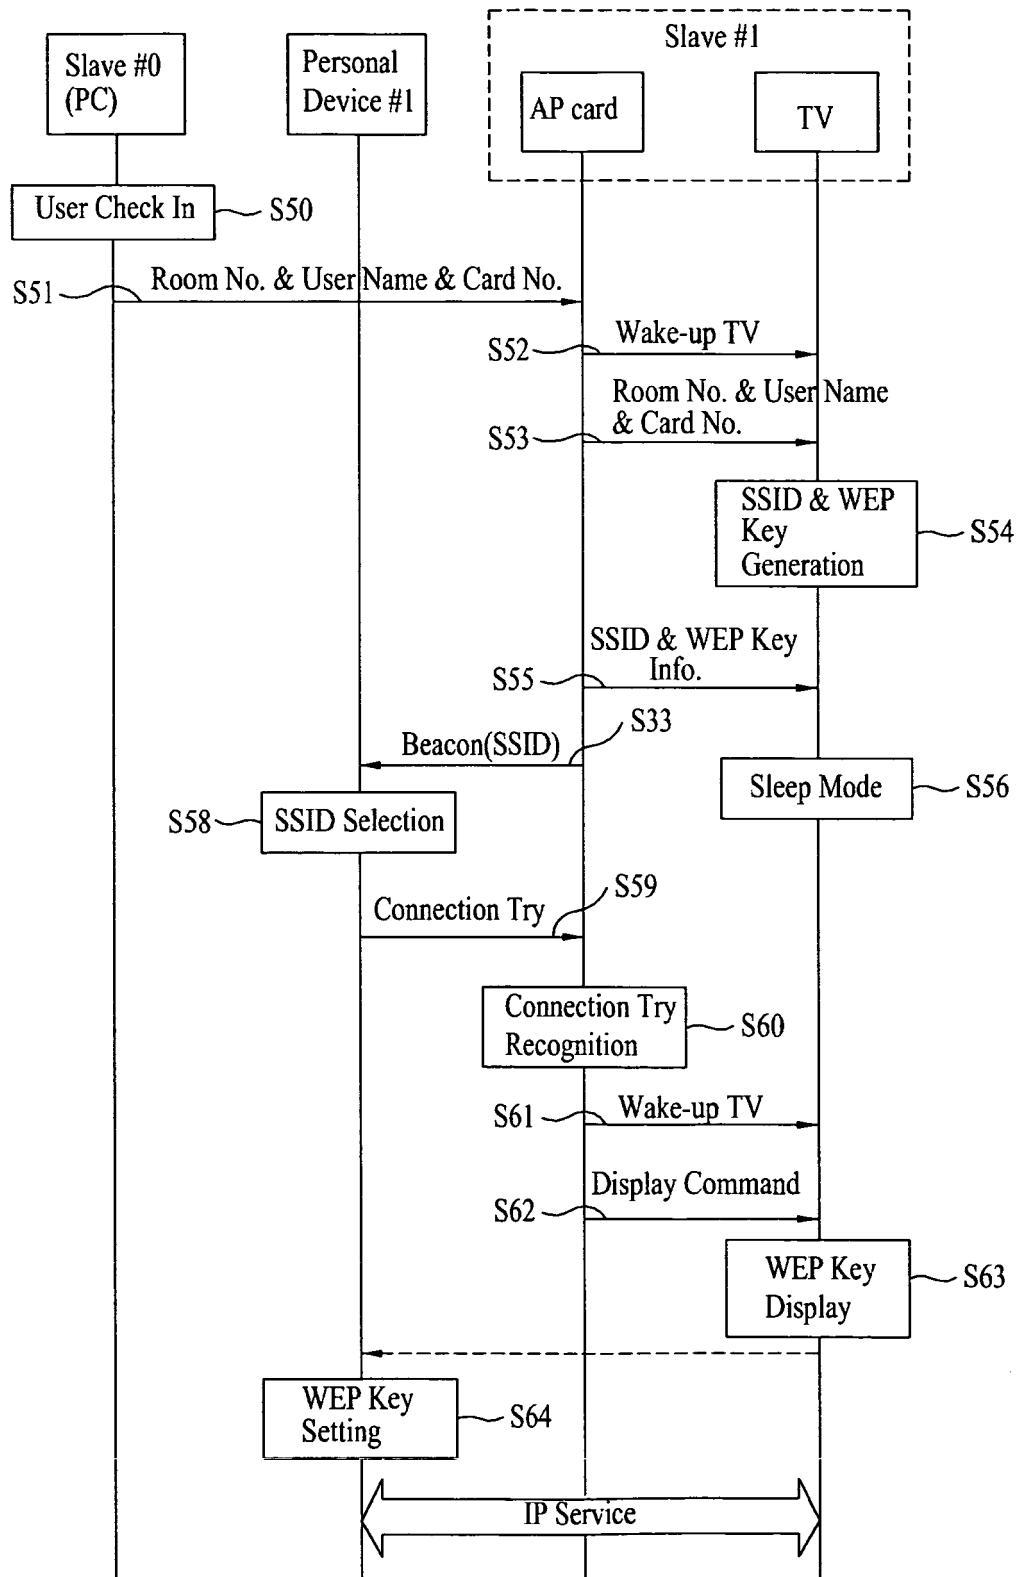 Slave #1
Slave #0
(PC)
Personal
Device #1
AP card
TV
User Check In
S50
S51
Room No. & User Name & Card No.
S52
Wake-up TV
Room No. & User Name
& Card No.
S53
SSID & WEP
Key
Generation
S54
SSID & WEP Key
Info.
S55
S33
Beacon(SSID)
Sleep Mode
S56
S58
SSID Selection
S59
Connection Try
Connection Try
Recognition
S60
S61
Wake-up TV
Display Command
S62
WEP Key
Display
S63
WEP Key
Setting
S64
IP Service